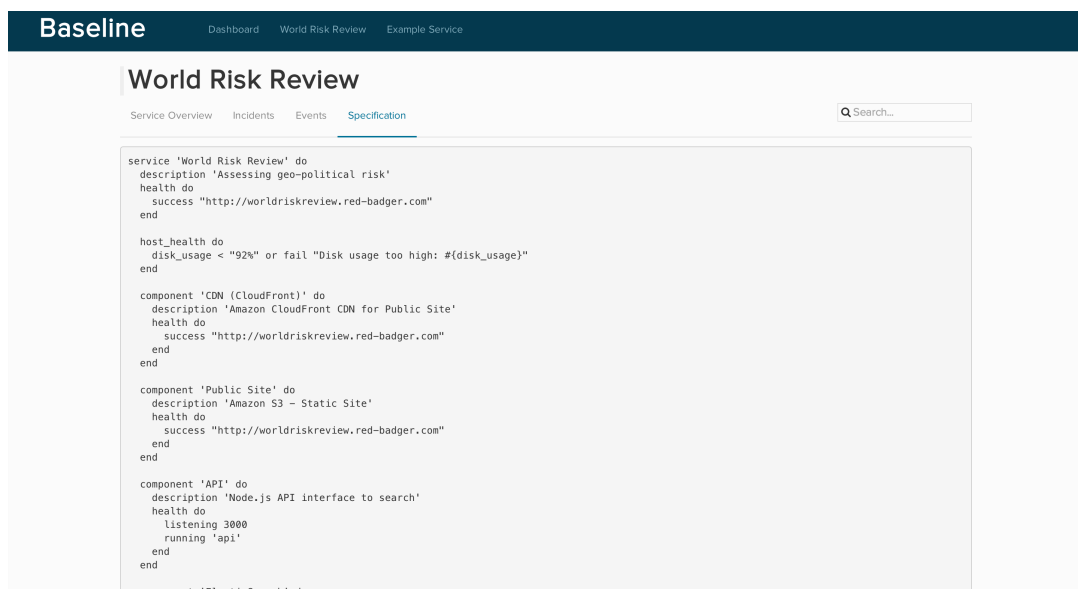 Baseline
Dashboard World Risk Review Example Service
World Risk Review
Service Overview Incidents Events Specification
Search...
service 'World Risk Review' do
  description 'Assessing geo-political risk'
  health do
    success "http://worldriskreview.red-badger.com"
  end
  host_health do
    disk_usage < "92%" or fail "Disk usage too high: #{disk_usage}"
  end
  component 'CDN (CloudFront)' do
    description 'Amazon CloudFront CDN for Public Site'
    health do
      success "http://worldriskreview.red-badger.com"
    end
  end
  component 'Public Site' do
    description 'Amazon S3 – Static Site'
    health do
      success "http://worldriskreview.red-badger.com"
    end
  end
  component 'API' do
    description 'Node.js API interface to search'
    health do
      listening 3000
      running 'api'
    end
  end